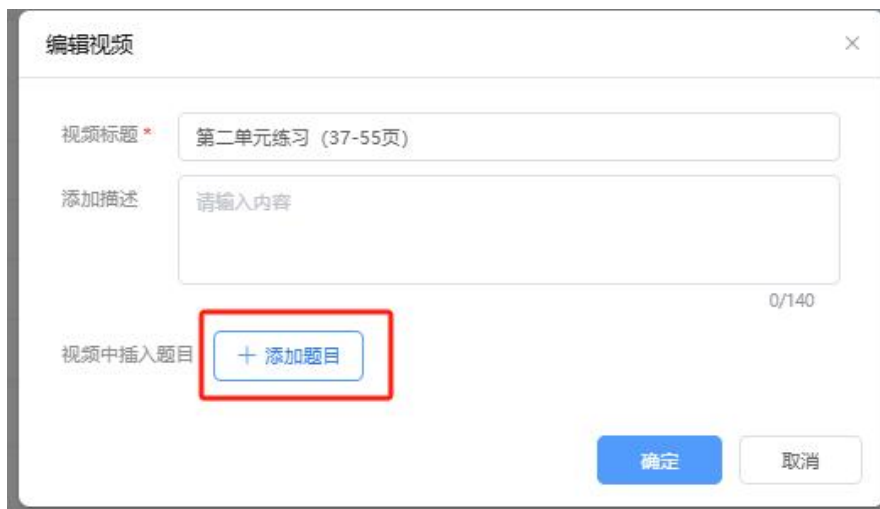 编辑视频
视频标题* 第二单元练习（37-55页）
添加描述 请输入内容
0/140
视频中插入题目 + 添加题目
确定 取消